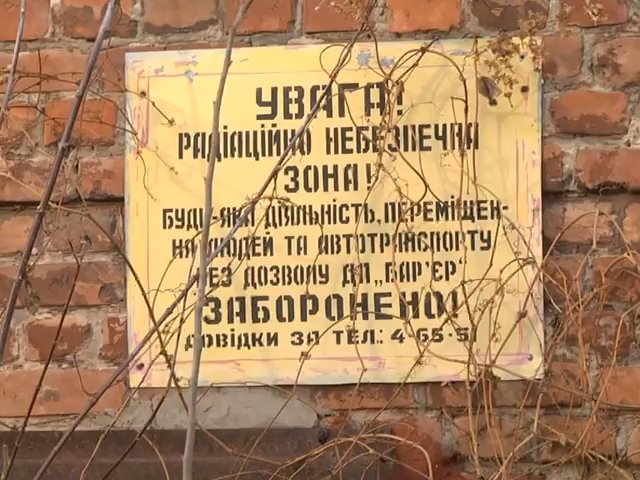 УВАГА!
РАДІАЦІЙНО НЕБЕЗПЕЧНА
ЗОНА!
БУДЬ-ЯКА ДІЯЛЬНІСТЬ, ПЕРЕМІЩЕН-
НЯ ЛЮДЕЙ ТА АВТОТРАНСПОРТУ
БЕЗ ДОЗВОЛУ ДП „БАР'ЄР"
ЗАБОРОНЕНО!
ДОВІДКИ ЗА ТЕЛ.: 4-65-51